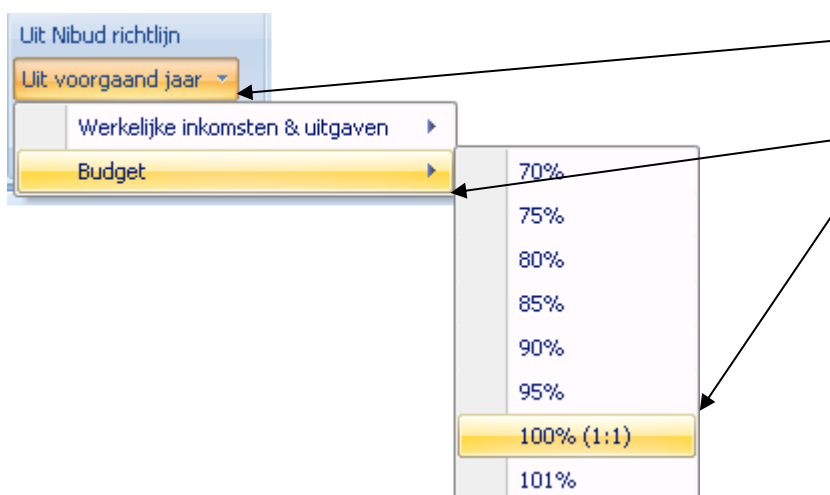 Uit Nibud richtlijn
Uit voorgaand jaar
Werkelijke inkomsten & uitgaven
Budget
70%
75%
80%
85%
90%
95%
100% (1:1)
101%